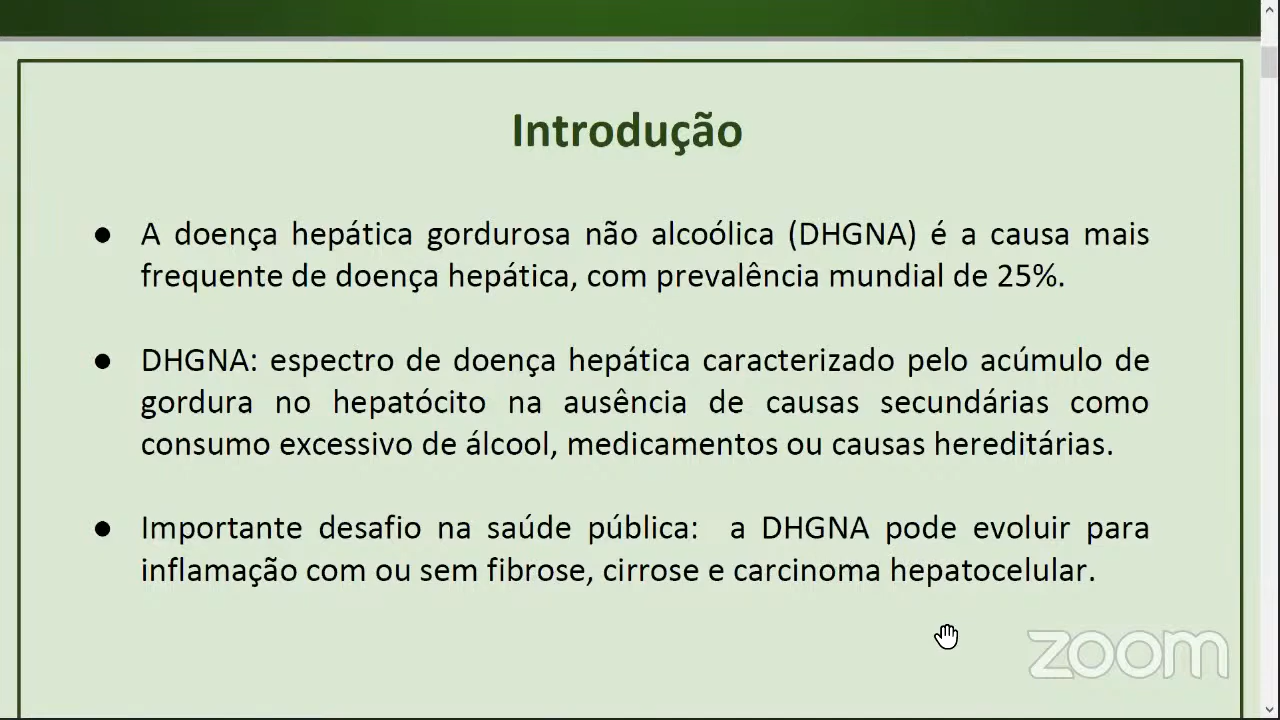 Introdução
● A doença hepática gordurosa não alcoólica (DHGNA) é a causa mais
frequente de doença hepática, com prevalência mundial de 25%.
● DHGNA: espectro de doença hepática caracterizado pelo acúmulo de
gordura no hepatócito na ausência de causas secundárias como
consumo excessivo de álcool, medicamentos ou causas hereditárias.
● Importante desafio na saúde pública: a DHGNA pode evoluir para
inflamação com ou sem fibrose, cirrose e carcinoma hepatocelular.
zoom